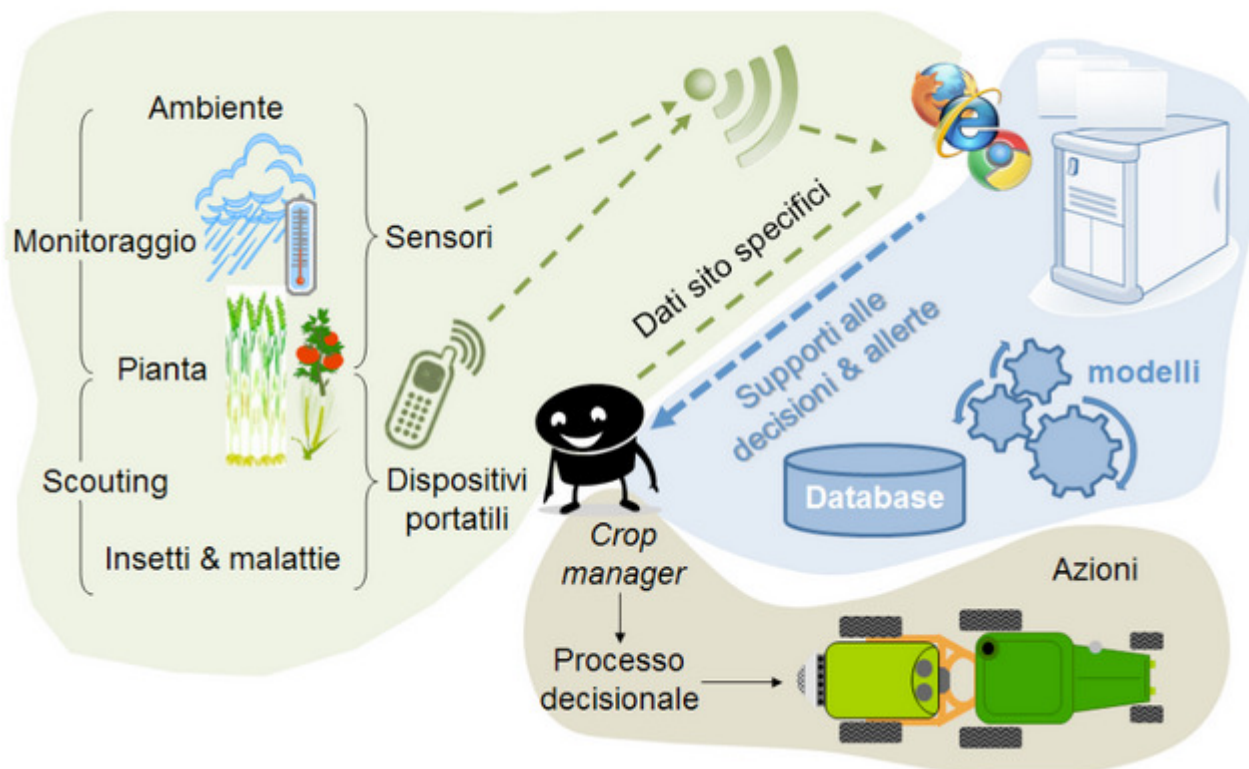 Ambiente
Monitoraggio
Sensori
Pianta
Scouting
Dispositivi
portatili
Insetti & malattie
Dati sito specifici
Supporti alle
decisioni & allerte
modelli
Database
Crop
manager
Processo
decisionale
Azioni